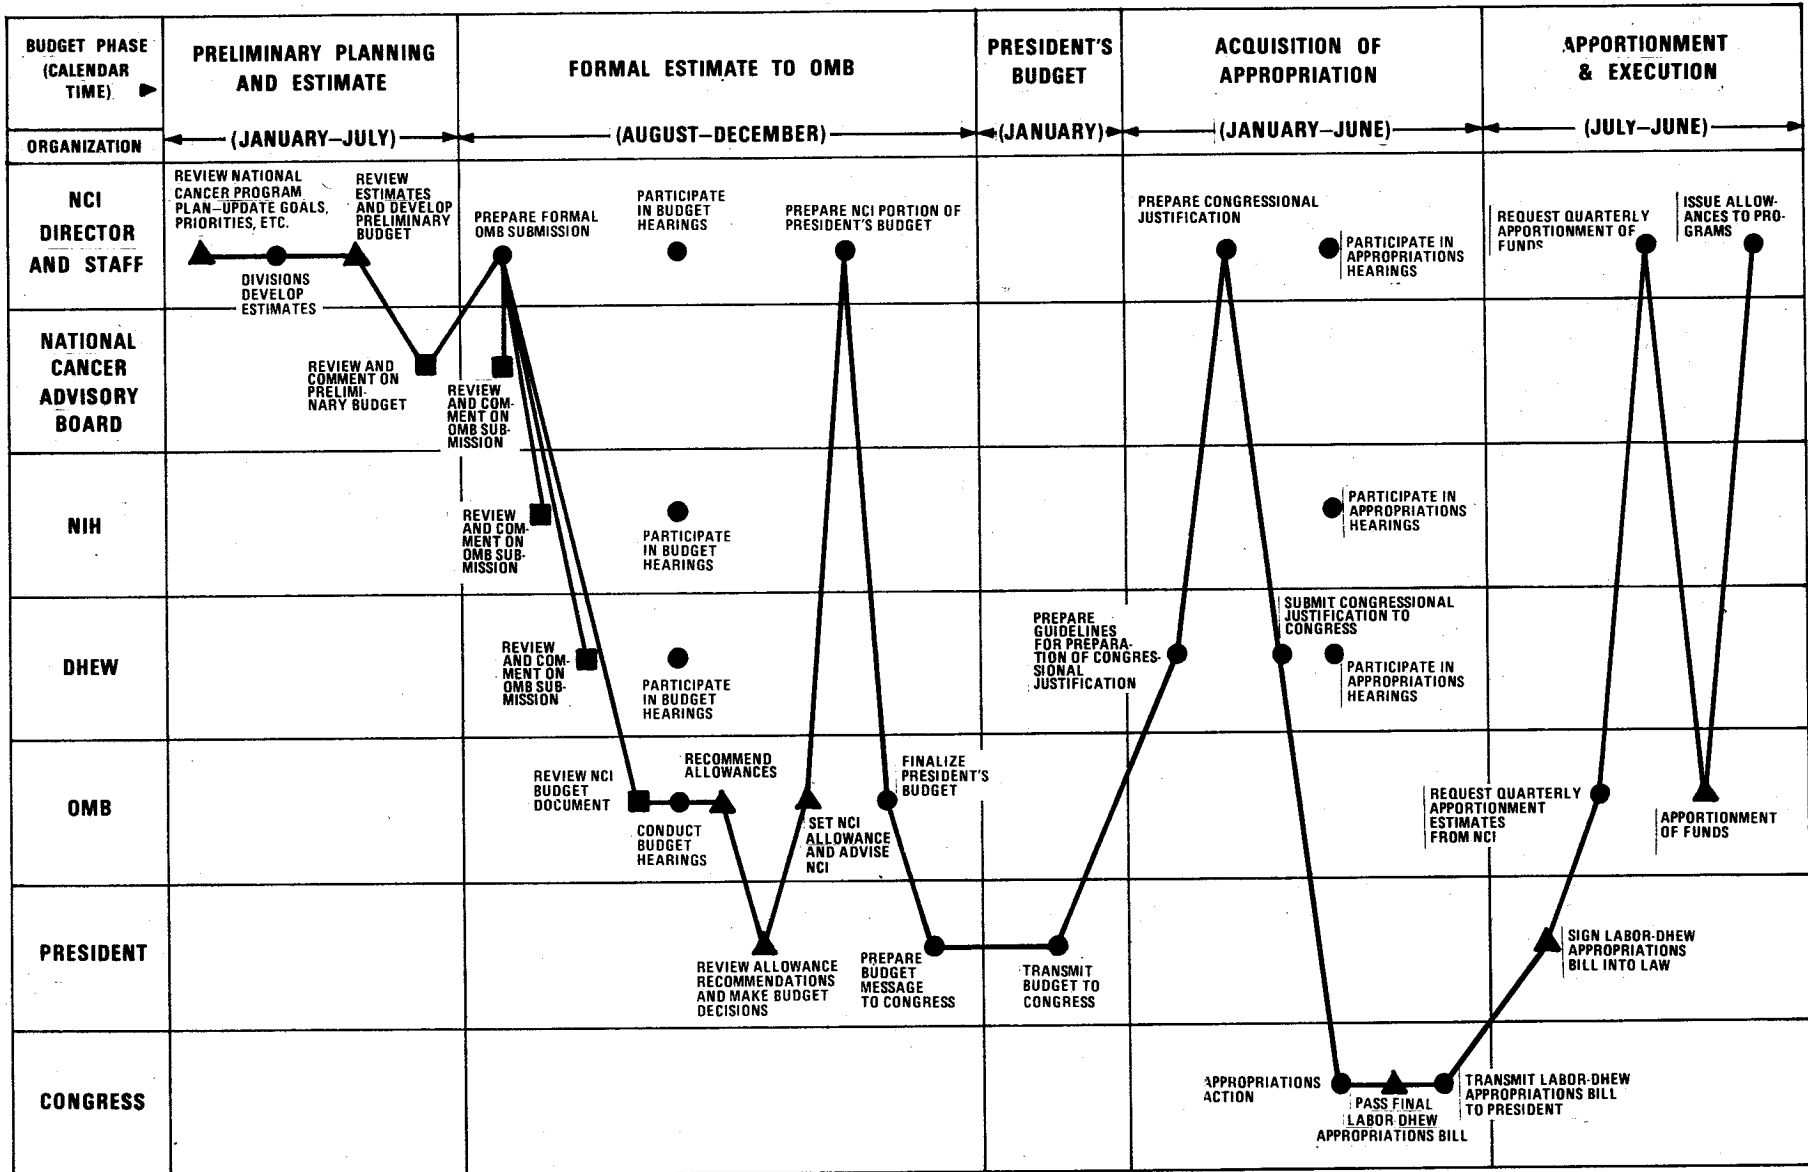 BUDGET PHASE
(CALENDAR
TIME)
PRELIMINARY PLANNING
AND ESTIMATE
FORMAL ESTIMATE TO OMB
PRESIDENT'S
BUDGET
ACQUISITION OF
APPROPRIATION
APPORTIONMENT
& EXECUTION
ORGANIZATION
(JANUARY–JULY)
(AUGUST–DECEMBER)
(JANUARY)
(JANUARY–JUNE)
(JULY–JUNE)
NCI
DIRECTOR
AND STAFF
REVIEW NATIONAL
CANCER PROGRAM
PLAN–UPDATE GOALS,
PRIORITIES, ETC.
DIVISIONS
DEVELOP
ESTIMATES
REVIEW
ESTIMATES
AND DEVELOP
PRELIMINARY
BUDGET
PREPARE FORMAL
OMB SUBMISSION
PARTICIPATE
IN BUDGET
HEARINGS
PREPARE NCI PORTION OF
PRESIDENT'S BUDGET
PREPARE CONGRESSIONAL
JUSTIFICATION
PARTICIPATE IN
APPROPRIATIONS
HEARINGS
REQUEST QUARTERLY
APPORTIONMENT OF
FUNDS
ISSUE ALLOW-
ANCES TO PRO-
GRAMS
NATIONAL
CANCER
ADVISORY
BOARD
REVIEW AND
COMMENT ON
PRELIMI-
NARY BUDGET
REVIEW
AND COM-
MENT ON
OMB SUB-
MISSION
NIH
REVIEW
AND COM-
MENT ON
OMB SUB-
MISSION
PARTICIPATE
IN BUDGET
HEARINGS
PARTICIPATE IN
APPROPRIATIONS
HEARINGS
DHEW
REVIEW
AND COM-
MENT ON
OMB SUB-
MISSION
PARTICIPATE
IN BUDGET
HEARINGS
PREPARE
GUIDELINES
FOR PREPARA-
TION OF CONGRES-
SIONAL
JUSTIFICATION
SUBMIT CONGRESSIONAL
JUSTIFICATION TO
CONGRESS
PARTICIPATE IN
APPROPRIATIONS
HEARINGS
OMB
REVIEW NCI
BUDGET
DOCUMENT
CONDUCT
BUDGET
HEARINGS
RECOMMEND
ALLOWANCES
SET NCI
ALLOWANCE
AND ADVISE
NCI
FINALIZE
PRESIDENT'S
BUDGET
REQUEST QUARTERLY
APPORTIONMENT
ESTIMATES
FROM NCI
APPORTIONMENT
OF FUNDS
PRESIDENT
REVIEW ALLOWANCE
RECOMMENDATIONS
AND MAKE BUDGET
DECISIONS
PREPARE
BUDGET
MESSAGE
TO CONGRESS
TRANSMIT
BUDGET TO
CONGRESS
SIGN LABOR-DHEW
APPROPRIATIONS
BILL INTO LAW
CONGRESS
APPROPRIATIONS
ACTION
PASS FINAL
LABOR-DHEW
APPROPRIATIONS BILL
TRANSMIT LABOR-DHEW
APPROPRIATIONS BILL
TO PRESIDENT